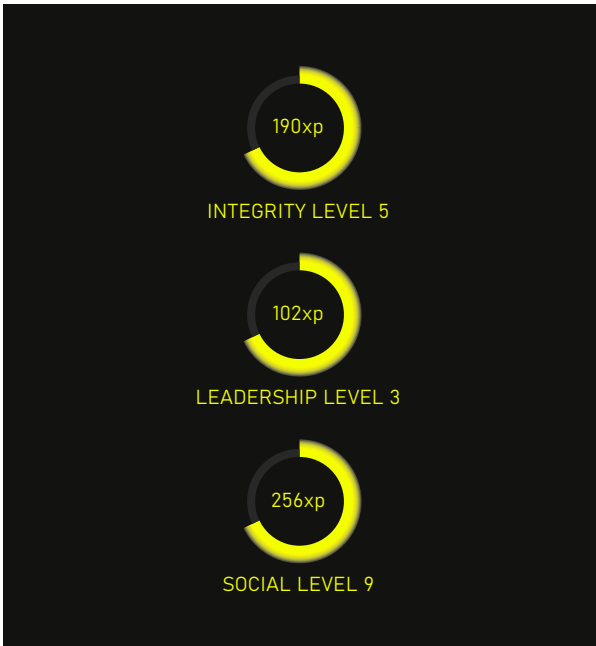 190xp
INTEGRITY LEVEL 5
102xp
LEADERSHIP LEVEL 3
256xp
SOCIAL LEVEL 9